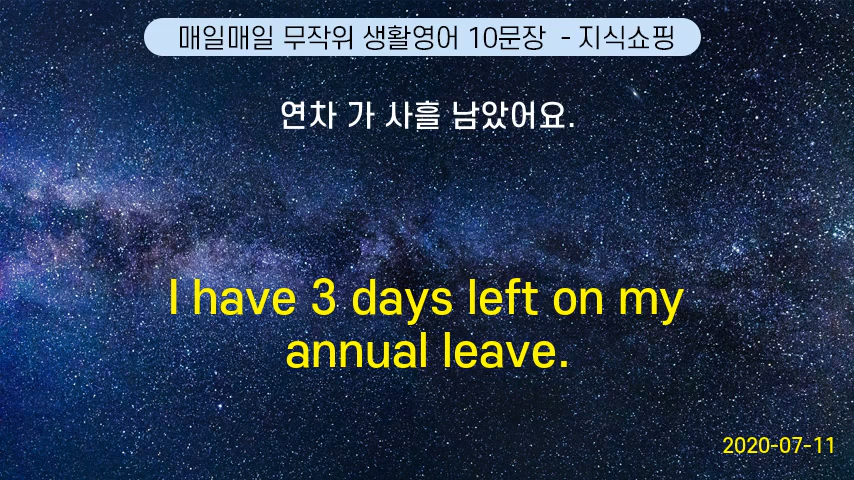 매일매일 무작위 생활영어 10문장 - 지식쇼핑
연차 가 사흘 남았어요.
I have 3 days left on my
annual leave.
2020-07-11